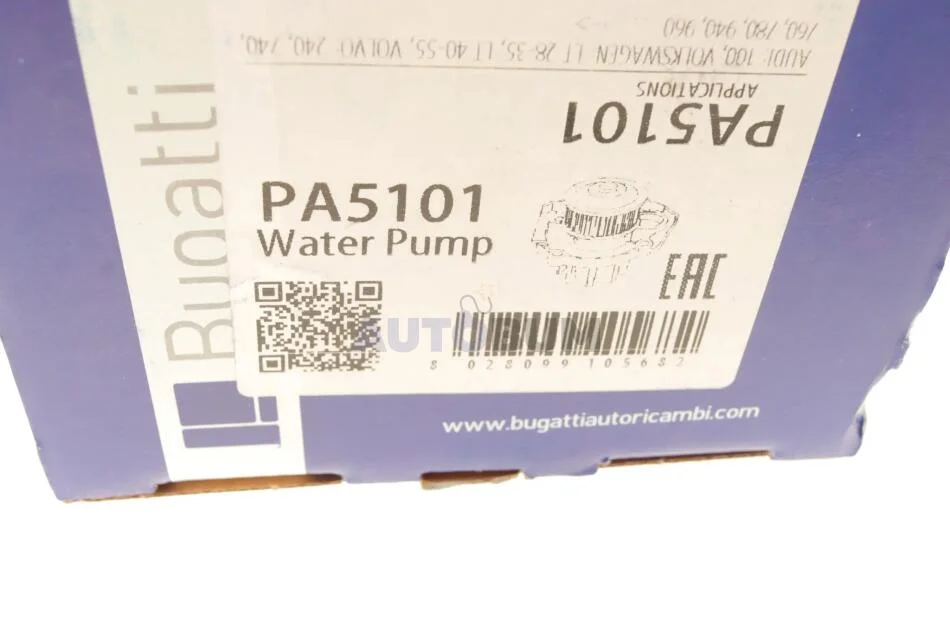 760, 780, 940, 960
AUDI: 100, VOLKSWAGEN LT 28-35, LT 40-55, VOLVO 240, 740,
APPLICATIONS
PA5101
Bugatti
PA5101
Water Pump
EAC
AUTOBUM
8 028099 105682
www.bugattiautoricambi.com